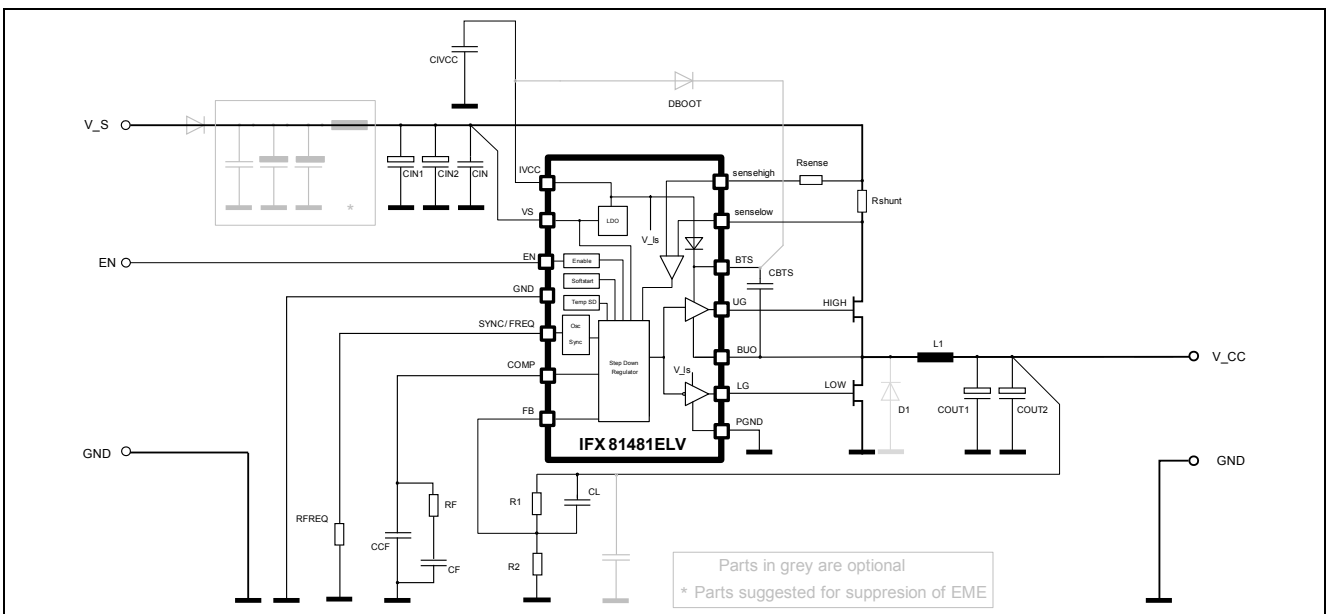 CIVCC
DBOOT
V_S
*
CIN1
CIN2
CIN
IVCC
VS
EN
EN
GND
SYNC/FREQ
COMP
FB
LDO
V_ls
Enable
Softstart
Temp SD
Osc
Sync
Step Down
Regulator
V_ls
IFX 81481ELV
sensehigh
senselow
BTS
UG
BUO
LG
PGND
Rsense
Rshunt
CBTS
HIGH
LOW
L1
D1
COUT1
COUT2
V_CC
GND
GND
RFREQ
CCF
RF
CF
R1
CL
R2
Parts in grey are optional
* Parts suggested for suppresion of EME